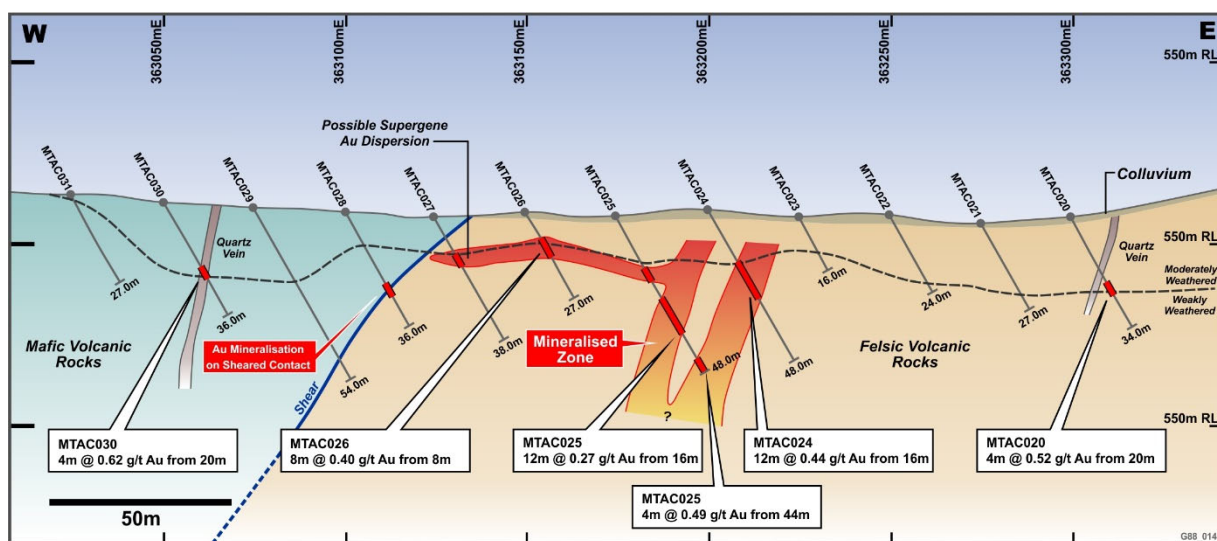 W
E
363050mE
363100mE
363150mE
363200mE
363250mE
363300mE
550m RL
550m RL
550m RL
Possible Supergene
Au Dispersion
Colluvium
MTAC031
MTAC030
MTAC029
MTAC028
MTAC027
MTAC026
MTAC025
MTAC024
MTAC023
MTAC022
MTAC021
MTAC020
Quartz
Vein
Quartz
Vein
Moderately
Weathered
Weakly
Weathered
27.0m
36.0m
54.0m
36.0m
38.0m
27.0m
48.0m
48.0m
16.0m
24.0m
27.0m
34.0m
Mafic Volcanic
Rocks
Au Mineralisation
on Sheared Contact
Shear
Mineralised
Zone
Felsic Volcanic
Rocks
?
MTAC030
4m @ 0.62 g/t Au from 20m
MTAC026
8m @ 0.40 g/t Au from 8m
MTAC025
12m @ 0.27 g/t Au from 16m
MTAC024
12m @ 0.44 g/t Au from 16m
MTAC020
4m @ 0.52 g/t Au from 20m
MTAC025
4m @ 0.49 g/t Au from 44m
50m
G88_014